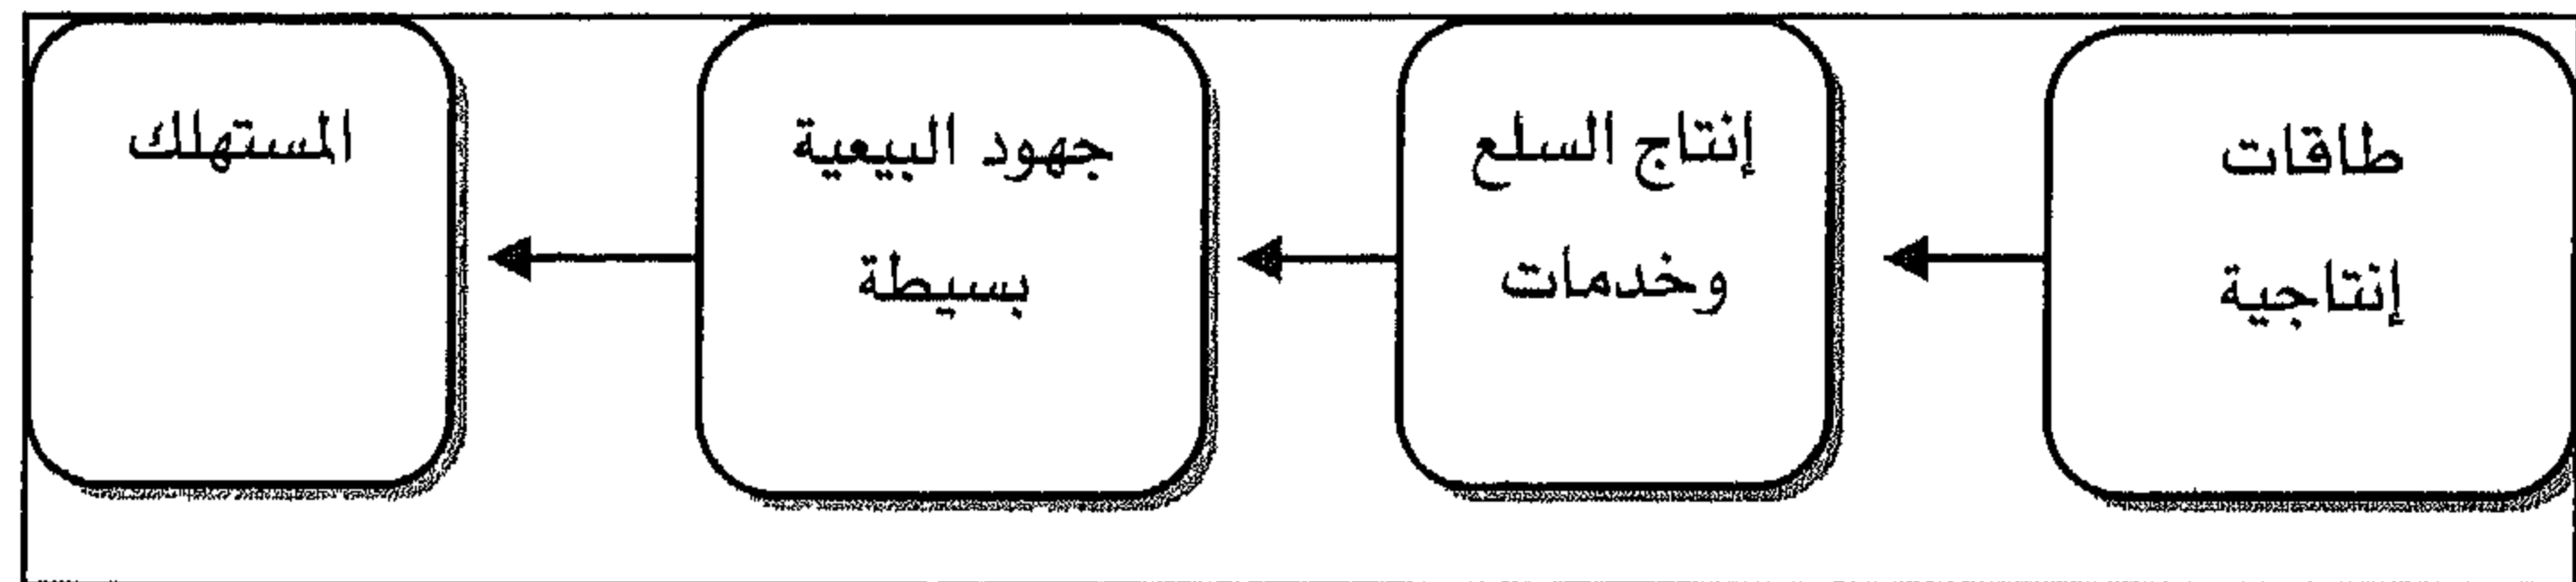 طاقات
إنتاجية
إنتاج السلع
وخدمات
جهود البيعية
بسيطة
المستهلك